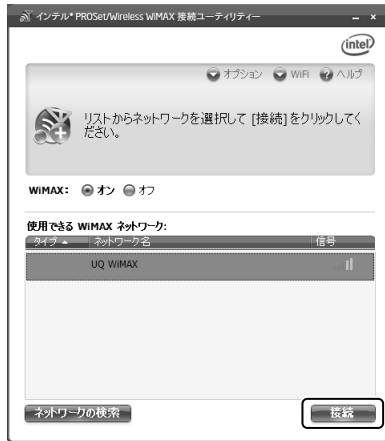 インテル® PROSet/Wireless WiMAX 接続ユーティリティー
intel
オプション WiFi ヘルプ
リストからネットワークを選択して [接続] をクリックしてく
ださい。
WiMAX: オン オフ
使用できる WiMAX ネットワーク:
タイプ ネットワーク名 信号
UQ WiMAX
ネットワークの検索 接続